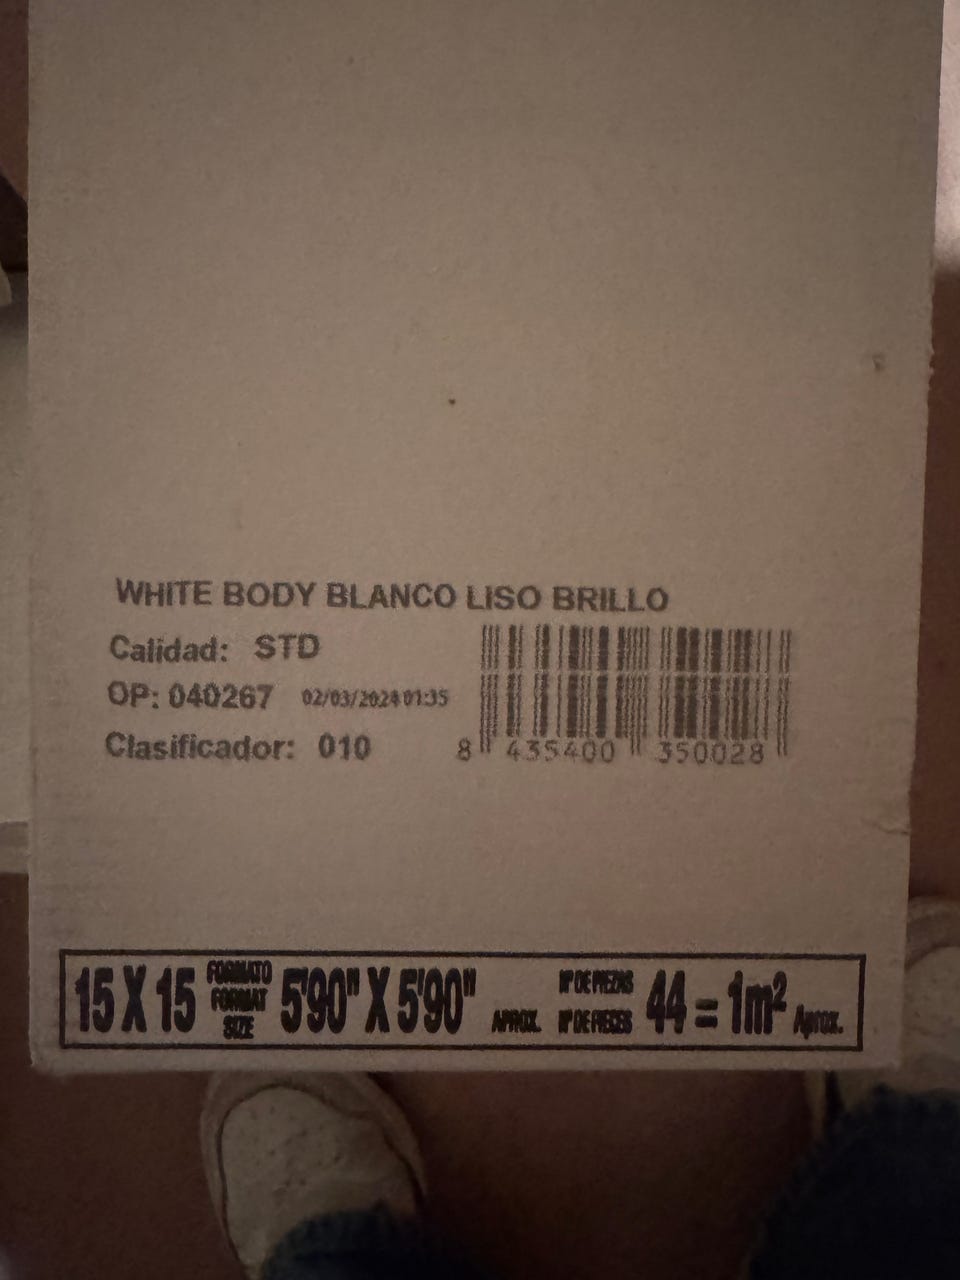 WHITE BODY BLANCO LISO BRILLO
Calidad: STD
OP: 040267 02/03/2024 01:35
Clasificador: 010
8 435400 350028
15 X 15 FORMATO FORMAT SIZE 5'90" X 5'90" APROX. Nº DE PIEZAS Nº DE PIECES 44 = 1m² Aprox.